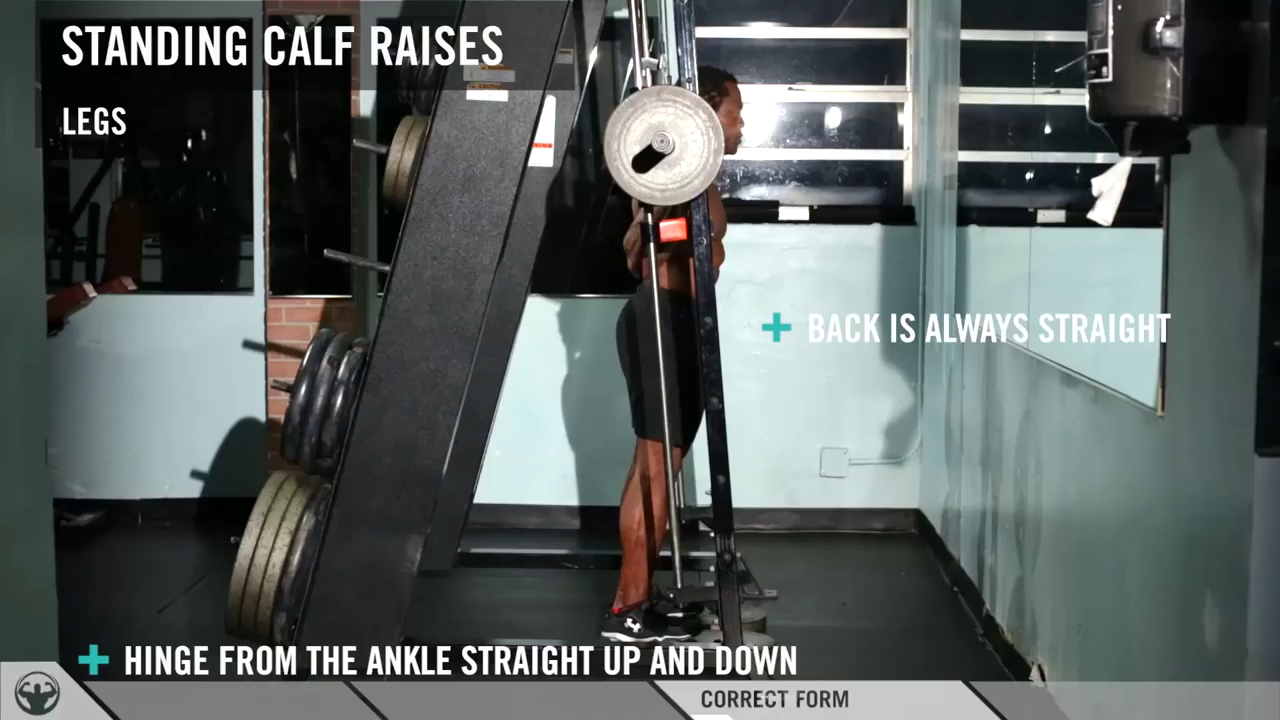 STANDING CALF RAISES
LEGS
BACK IS ALWAYS STRAIGHT
HINGE FROM THE ANKLE STRAIGHT UP AND DOWN
CORRECT FORM